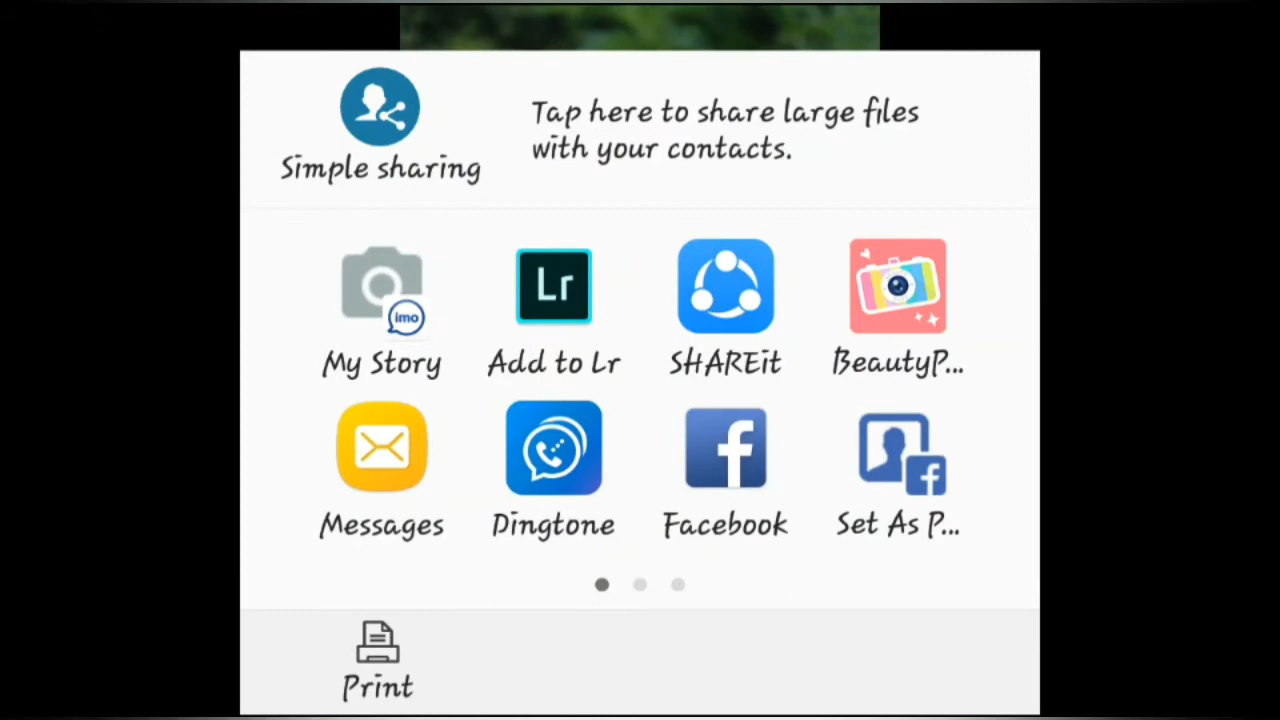 Tap here to share large files
with your contacts.
Simple sharing
imo
Lr
My Story
Add to Lr
SHAREit
BeautyP...
f
f
Messages
Dingtone
Facebook
Set As P...
Print